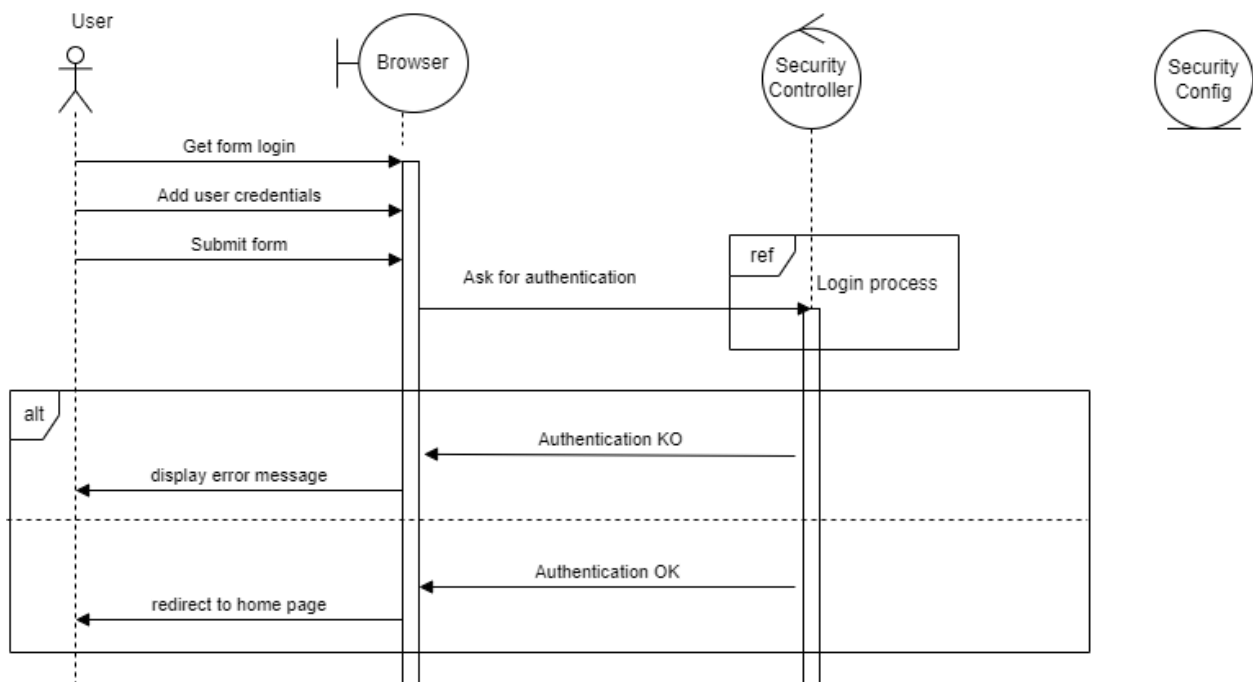 User
Browser
Security
Controller
Security
Config
Get form login
Add user credentials
Submit form
ref
Ask for authentication
Login process
alt
Authentication KO
display error message
Authentication OK
redirect to home page